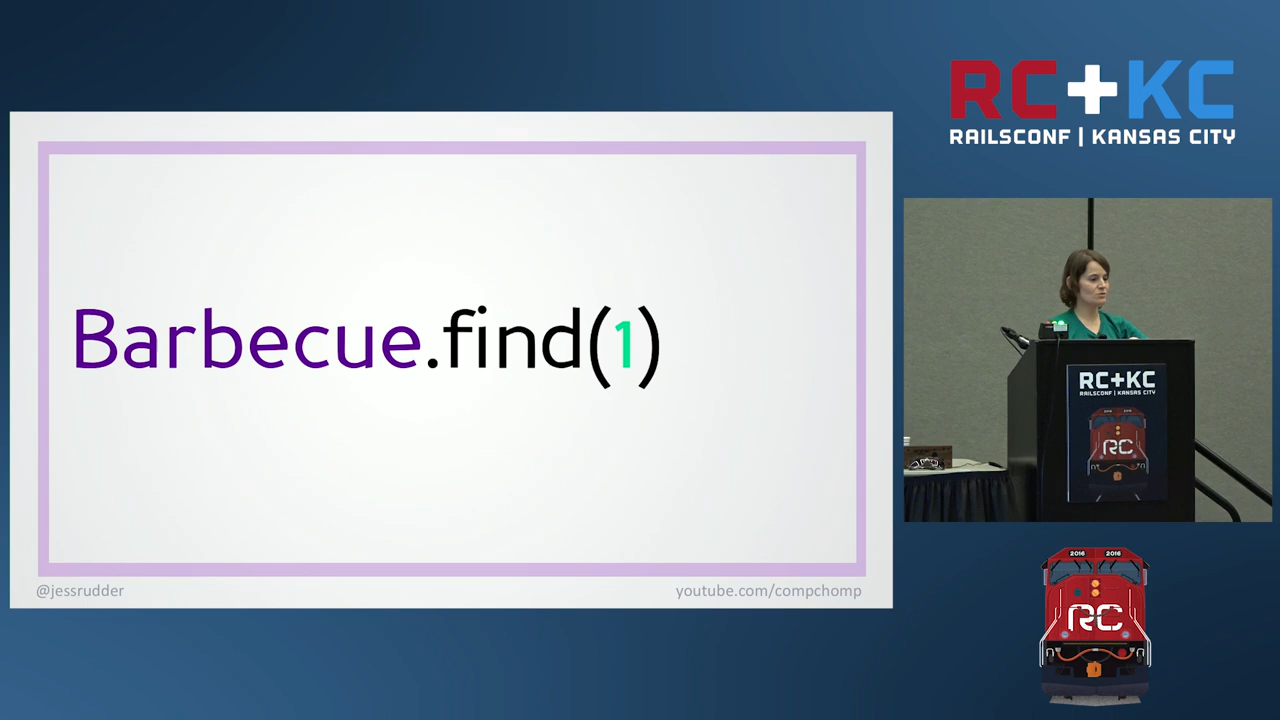 RC+KC
RAILSCONF | KANSAS CITY
Barbecue.find(1)
@jessrudder
youtube.com/compchomp
RC+KC
RAILSCONF | KANSAS CITY
RC
2016 2016
RC